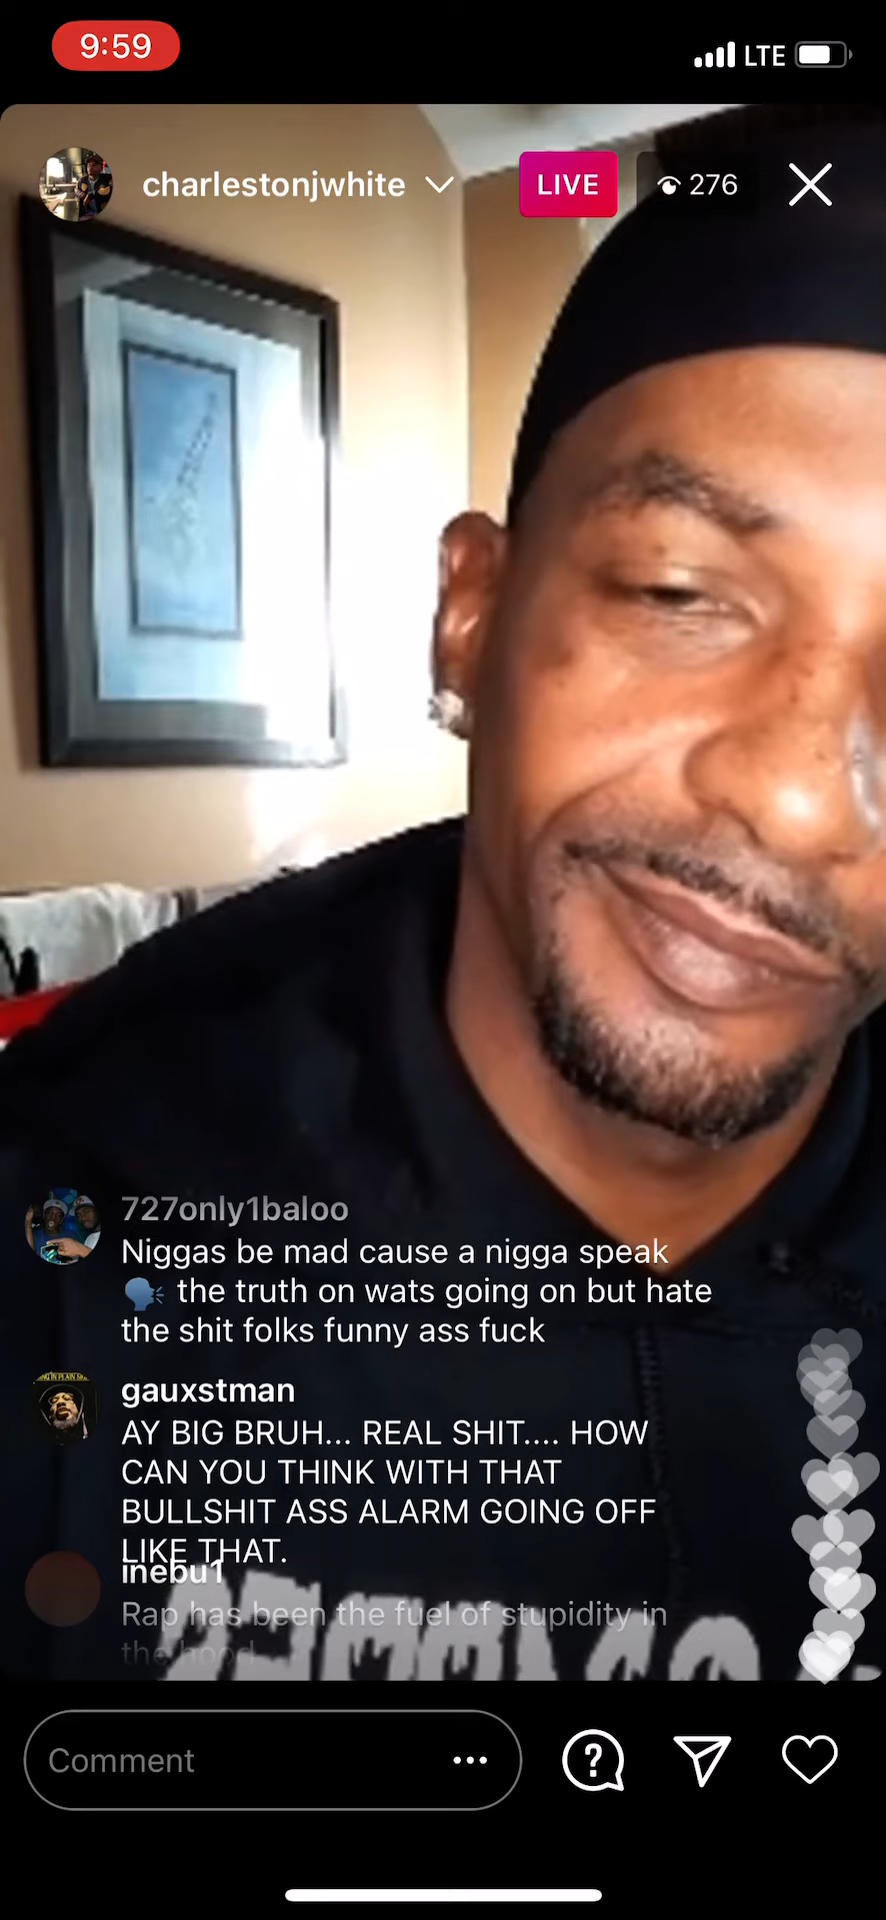 9:59
LTE
charlestonjwhite
LIVE
276
727only1baloo
Niggas be mad cause a nigga speak
🗣️ the truth on wats going on but hate
the shit folks funny ass fuck
gauxstman
AY BIG BRUH... REAL SHIT.... HOW
CAN YOU THINK WITH THAT
BULLSHIT ASS ALARM GOING OFF
LIKE THAT.
inebu1
Rap has been the fuel of stupidity in
the hood
Comment